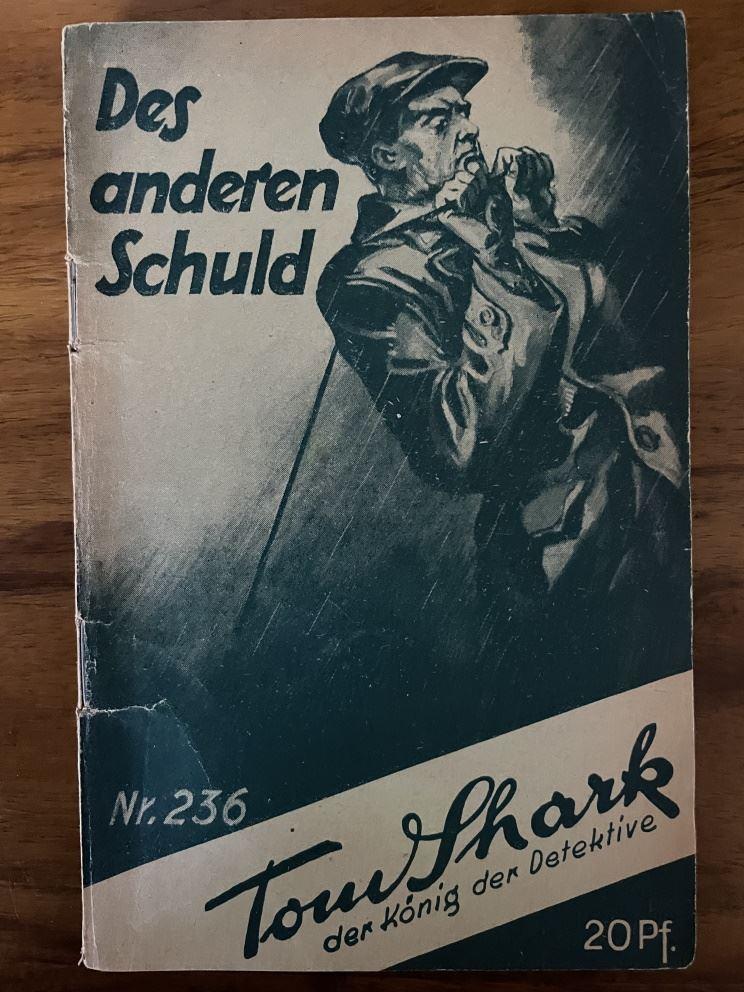 Des
anderen
Schuld
Nr. 236
Tom Shark
der König der Detektive
20 Pf.